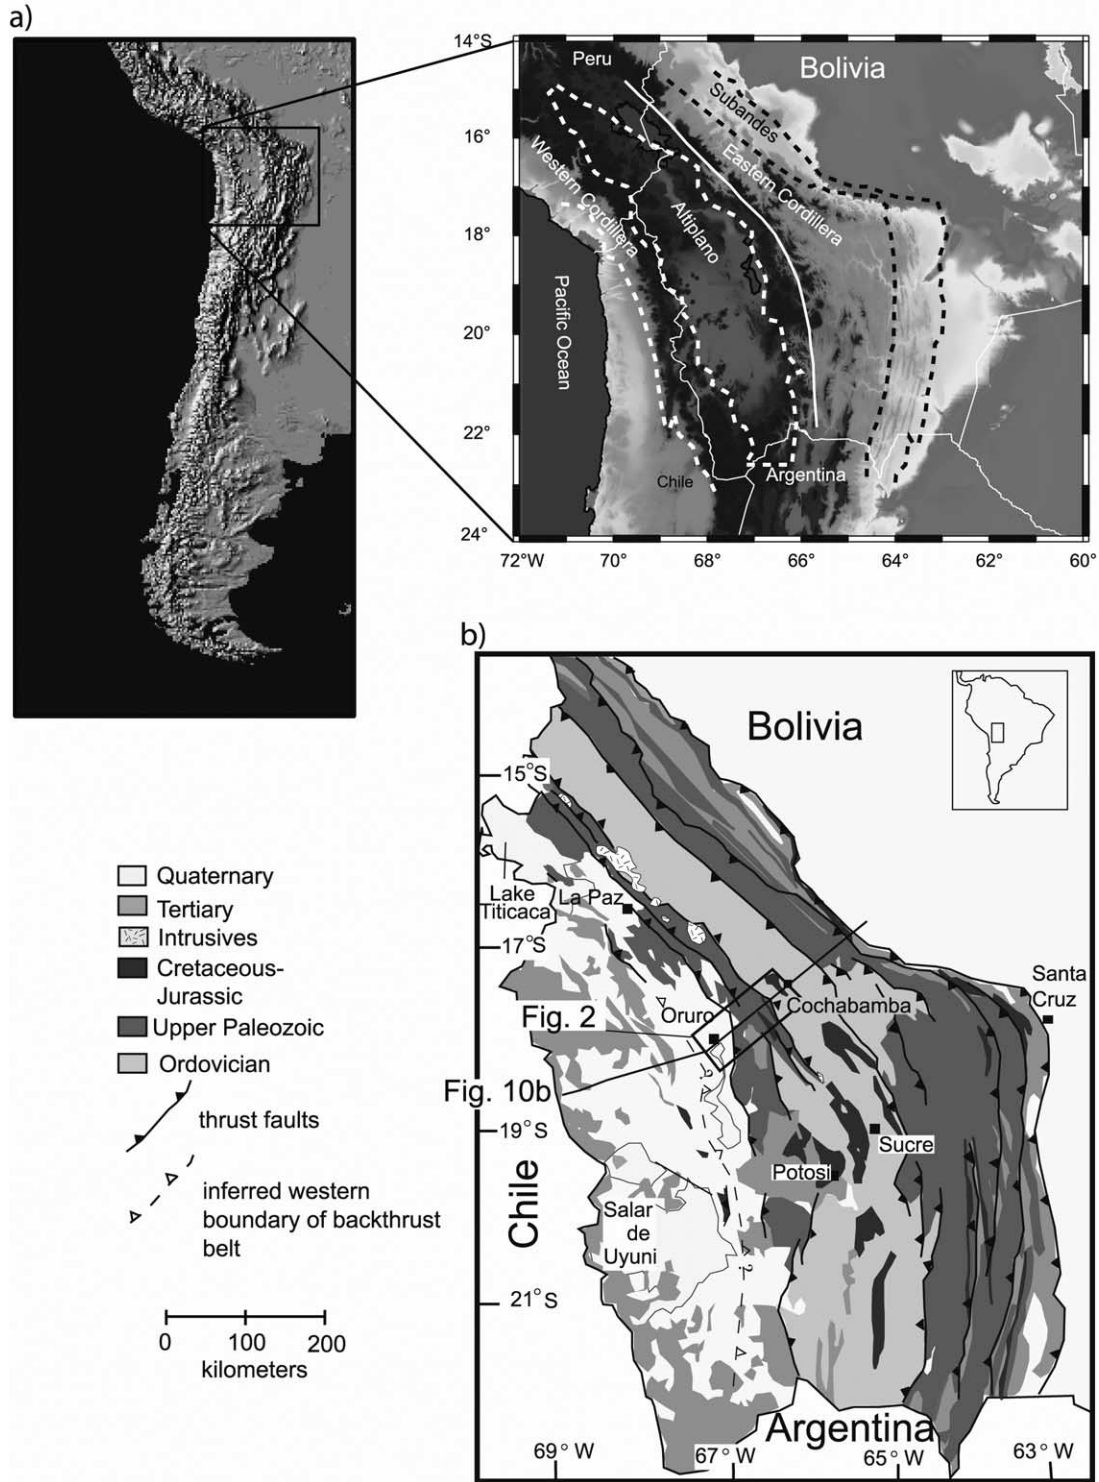 a)
14°S
16°
18°
20°
22°
24°
72°W
70°
68°
66°
64°
62°
60°
Peru
Bolivia
Subandes
Eastern Cordillera
Western Cordillera
Altiplano
Pacific Ocean
Chile
Argentina
b)
Bolivia
15°S
Lake
Titicaca
La Paz
17°S
Santa
Cruz
Cochabamba
Oruro
Fig. 2
Fig. 10b
?
19°S
Sucre
Potosi
Chile
Salar
de
Uyuni
?
21°S
Argentina
69° W
67° W
65° W
63° W
Quaternary
Tertiary
Intrusives
Cretaceous-
Jurassic
Upper Paleozoic
Ordovician
thrust faults
inferred western
boundary of backthrust
belt
0
100
200
kilometers